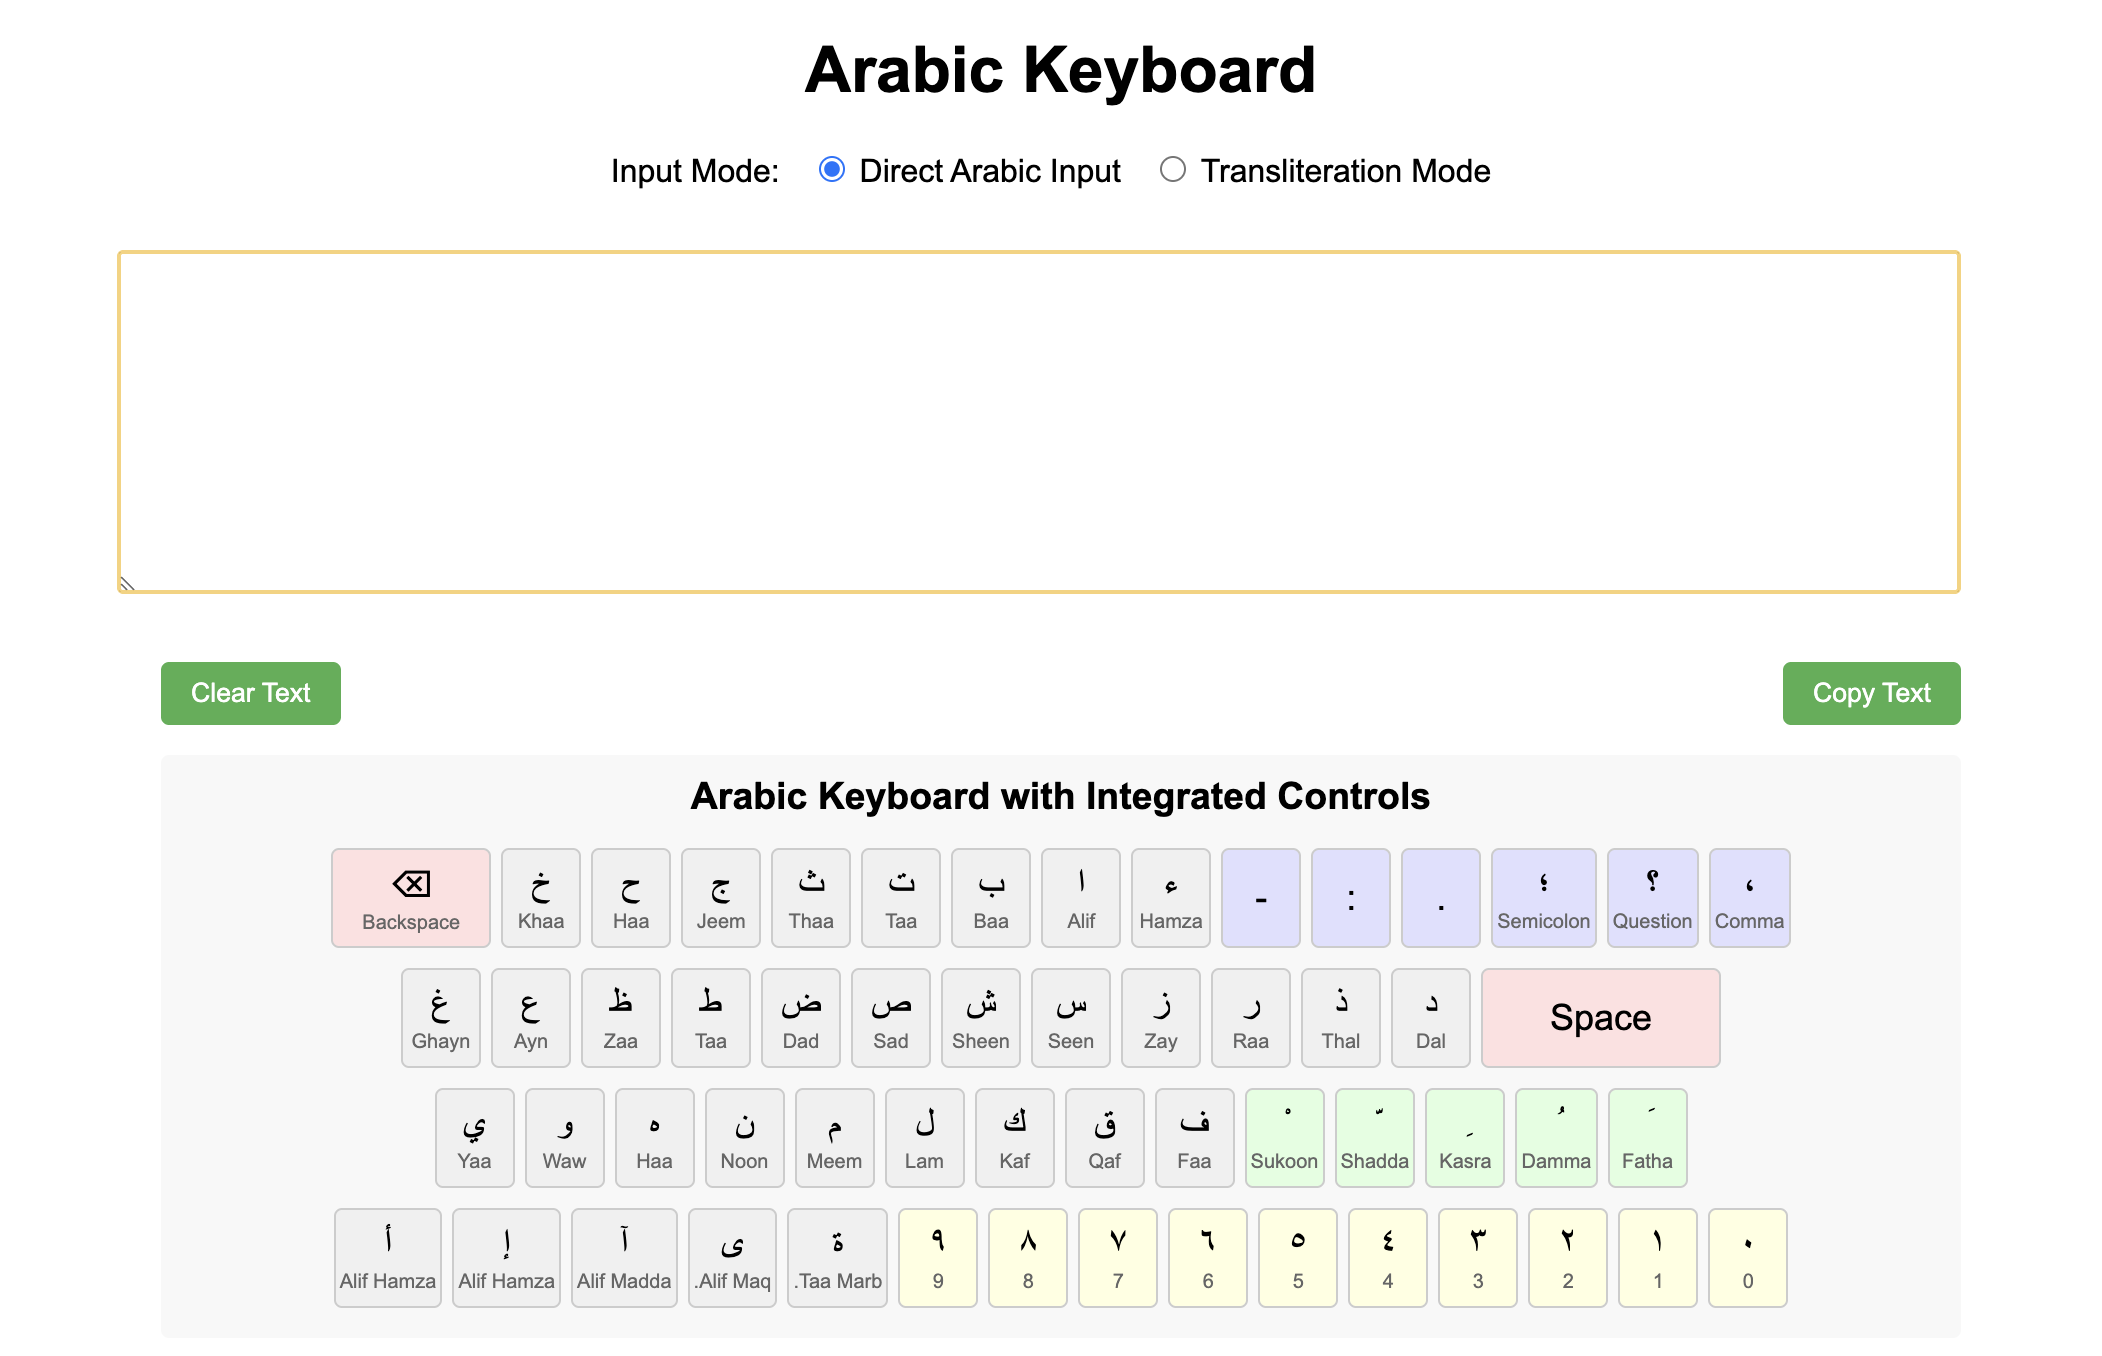 Arabic Keyboard
Input Mode: Direct Arabic Input Transliteration Mode
Clear Text Copy Text
Arabic Keyboard with Integrated Controls
⌫ خ ح ج ث ت ب ا ء - : . ؛ ؟ ،
Backspace Khaa Haa Jeem Thaa Taa Baa Alif Hamza Semicolon Question Comma
غ ع ظ ط ض ص ش س ز ر ذ د Space
Ghayn Ayn Zaa Taa Dad Sad Sheen Seen Zay Raa Thal Dal
ي و ه ن م ل ك ق ف ْ ّ ِ ُ َ
Yaa Waw Haa Noon Meem Lam Kaf Qaf Faa Sukoon Shadda Kasra Damma Fatha
أ إ آ ى ة ٩ ٨ ٧ ٦ ٥ ٤ ٣ ٢ ١ ٠
Alif Hamza Alif Hamza Alif Madda .Alif Maq .Taa Marb 9 8 7 6 5 4 3 2 1 0